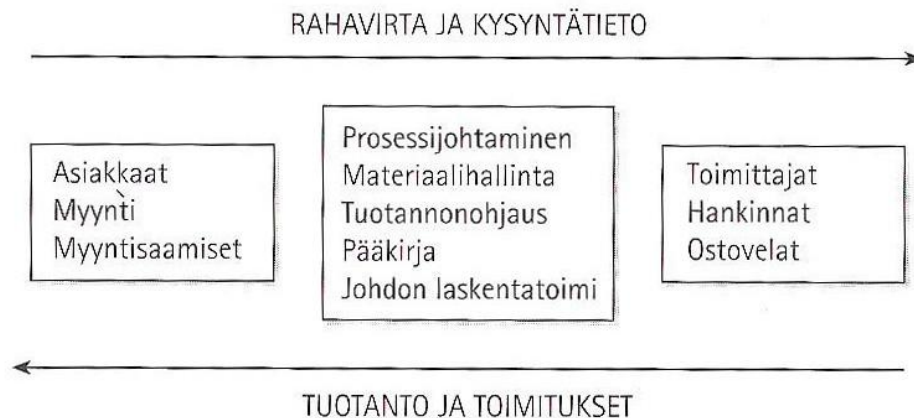 RAHAVIRTA JA KYSYNTÄTIETO
Asiakkaat
Myynti
Myyntisaamiset
Prosessijohtaminen
Materiaalihallinta
Tuotannonohjaus
Pääkirja
Johdon laskentatoimi
Toimittajat
Hankinnat
Ostovelat
TUOTANTO JA TOIMITUKSET